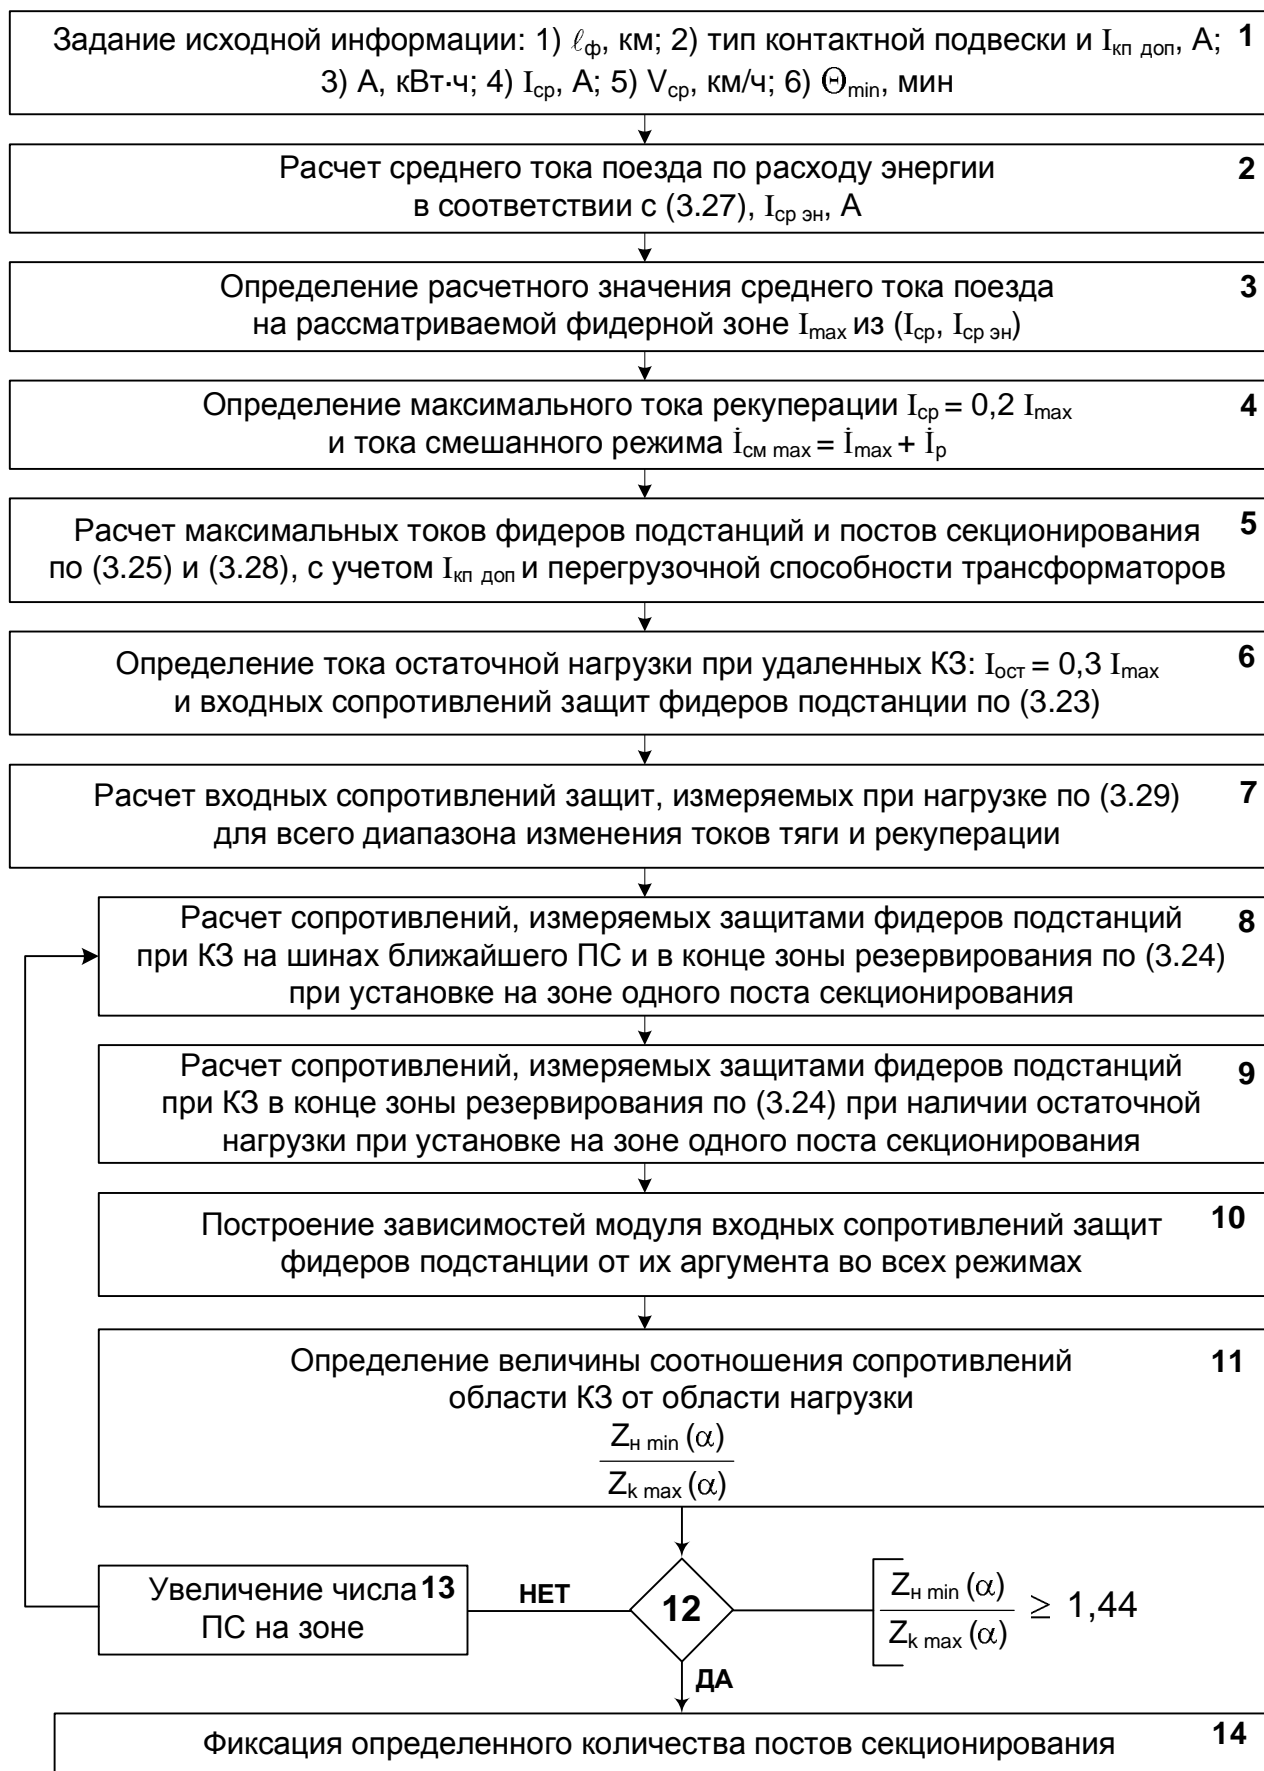 Задание исходной информации: 1) ℓф, км; 2) тип контактной подвески и Iкп доп, А; 1
3) А, кВт·ч; 4) Iср, А; 5) Vср, км/ч; 6) Θmin, мин
Расчет среднего тока поезда по расходу энергии 2
в соответствии с (3.27), Iср эн, А
Определение расчетного значения среднего тока поезда 3
на рассматриваемой фидерной зоне Imax из (Iср, Iср эн)
Определение максимального тока рекуперации Iср = 0,2 Imax 4
и тока смешанного режима İсм max = İmax + İр
Расчет максимальных токов фидеров подстанций и постов секционирования 5
по (3.25) и (3.28), с учетом Iкп доп и перегрузочной способности трансформаторов
Определение тока остаточной нагрузки при удаленных КЗ: Iост = 0,3 Imax 6
и входных сопротивлений защит фидеров подстанции по (3.23)
Расчет входных сопротивлений защит, измеряемых при нагрузке по (3.29) 7
для всего диапазона изменения токов тяги и рекуперации
Расчет сопротивлений, измеряемых защитами фидеров подстанций 8
при КЗ на шинах ближайшего ПС и в конце зоны резервирования по (3.24)
при установке на зоне одного поста секционирования
Расчет сопротивлений, измеряемых защитами фидеров подстанций 9
при КЗ в конце зоны резервирования по (3.24) при наличии остаточной
нагрузки при установке на зоне одного поста секционирования
Построение зависимостей модуля входных сопротивлений защит 10
фидеров подстанции от их аргумента во всех режимах
Определение величины соотношения сопротивлений 11
области КЗ от области нагрузки
Zн min (α)
Zk max (α)
Увеличение числа 13
ПС на зоне
НЕТ
12
Zн min (α)
Zk max (α)
≥ 1,44
ДА
Фиксация определенного количества постов секционирования 14